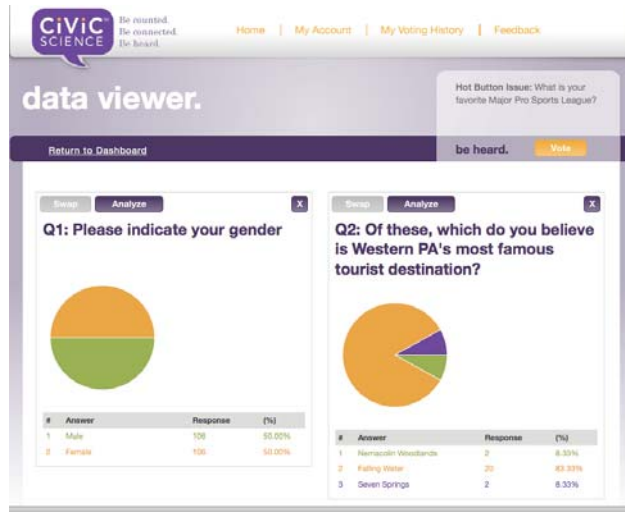 CiViC
SCIENCE
Be counted.
Be connected.
Be heard.
Home | My Account | My Voting History | Feedback
data viewer.
Hot Button Issue: What is your
favorite Major Pro Sports League?
Return to Dashboard
be heard.
Vote
Swap
Analyze
X
Q1: Please indicate your gender
# Answer Response (%)
1 Male 106 50.00%
2 Female 106 50.00%
Swap
Analyze
X
Q2: Of these, which do you believe
is Western PA's most famous
tourist destination?
# Answer Response (%)
1 Nemacolin Woodlands 2 8.33%
2 Falling Water 20 83.33%
3 Seven Springs 2 8.33%